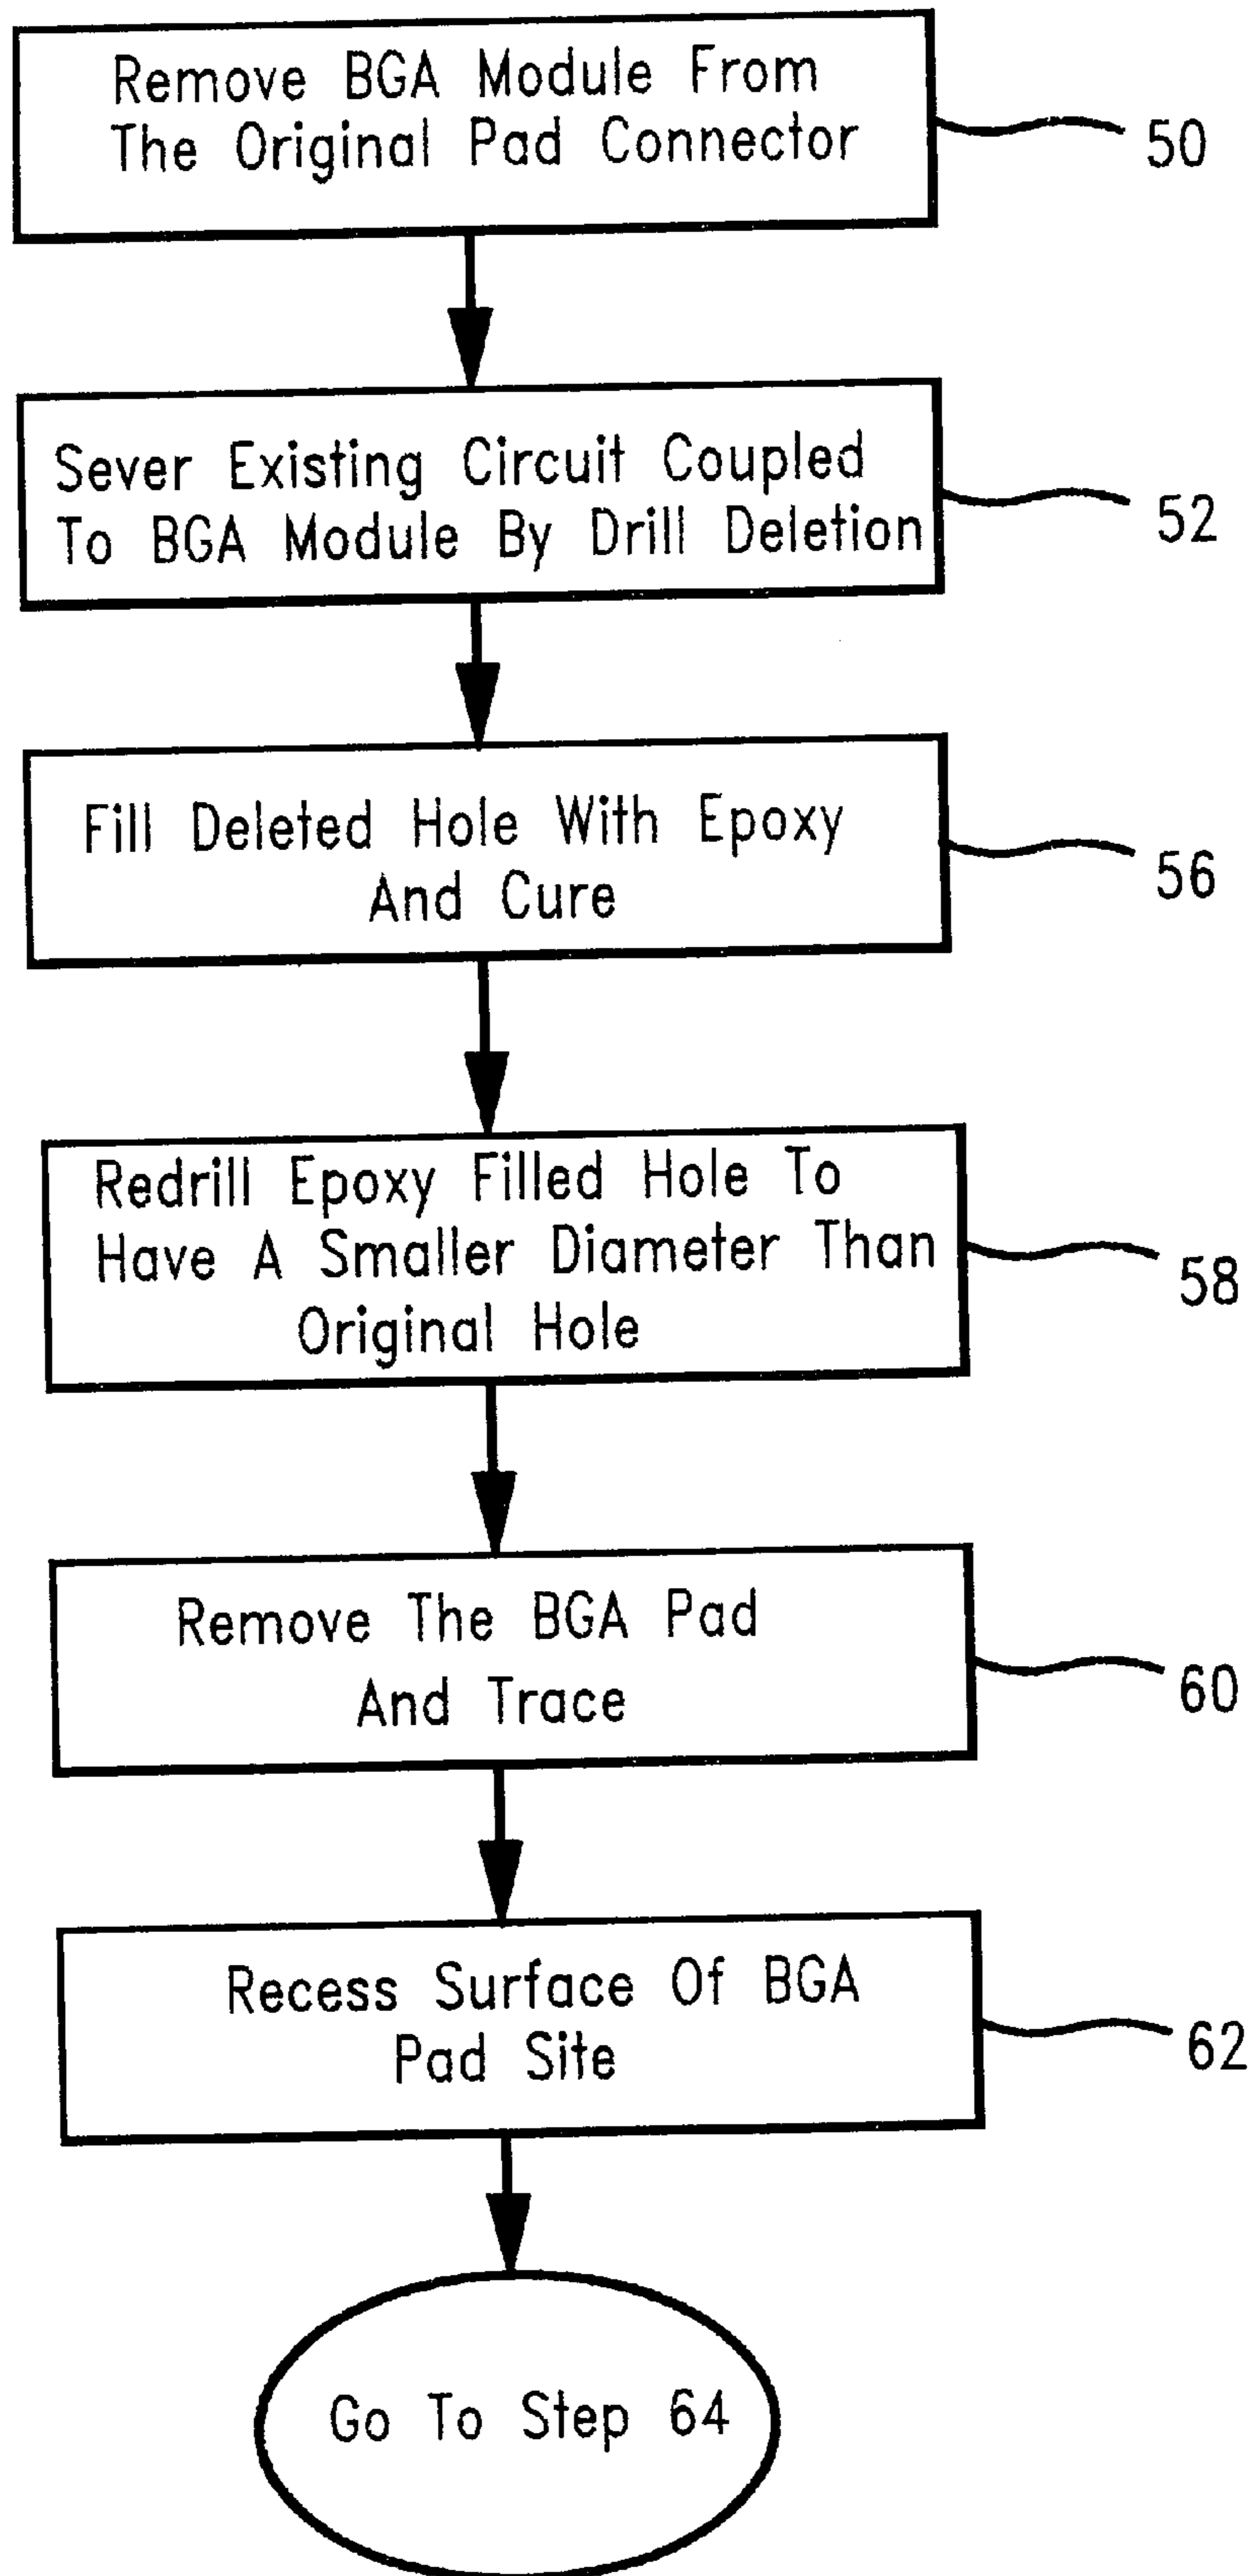 Remove BGA Module From
The Original Pad Connector
50
Sever Existing Circuit Coupled
To BGA Module By Drill Deletion
52
Fill Deleted Hole With Epoxy
And Cure
56
Redrill Epoxy Filled Hole To
Have A Smaller Diameter Than
Original Hole
58
Remove The BGA Pad
And Trace
60
Recess Surface Of BGA
Pad Site
62
Go To Step 64